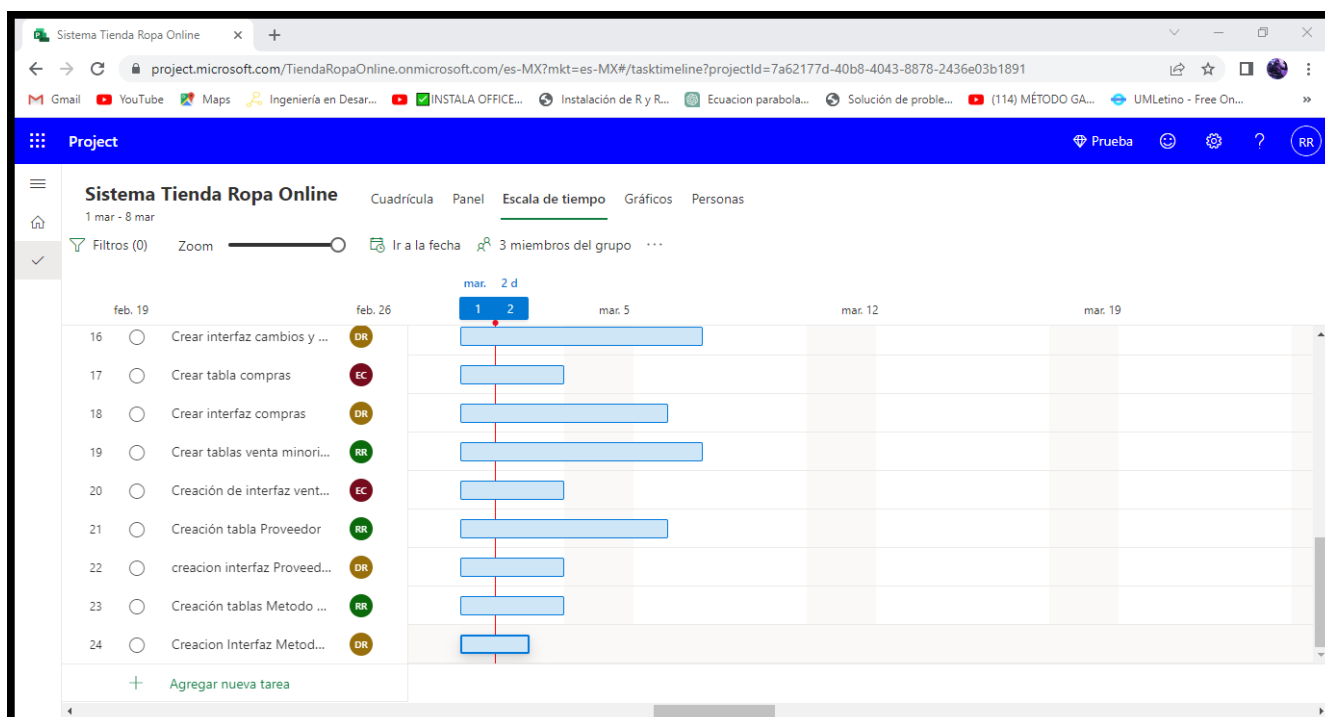 Sistema Tienda Ropa Online
project.microsoft.com/TiendaRopaOnline.onmicrosoft.com/es-MX?mkt=es-MX#/tasktimeline?projectId=7a62177d-40b8-4043-8878-2436e03b1891
Gmail YouTube Maps Ingeniería en Desar... INSTALA OFFICE... Instalación de R y R... Ecuacion parabola... Solución de proble... (114) MÉTODO GA... UMLetino - Free On... »
Project Prueba ? RR
Sistema Tienda Ropa Online Cuadrícula Panel Escala de tiempo Gráficos Personas
1 mar - 8 mar
Filtros (0) Zoom Ir a la fecha 3 miembros del grupo ...
mar. 2 d
feb. 19 feb. 26 1 2 mar. 5 mar. 12 mar. 19
16 Crear interfaz cambios y ... DR
17 Crear tabla compras EC
18 Crear interfaz compras DR
19 Crear tablas venta minori... RR
20 Creación de interfaz vent... EC
21 Creación tabla Proveedor RR
22 creacion interfaz Proveed... DR
23 Creación tablas Metodo ... RR
24 Creacion Interfaz Metod... DR
Agregar nueva tarea